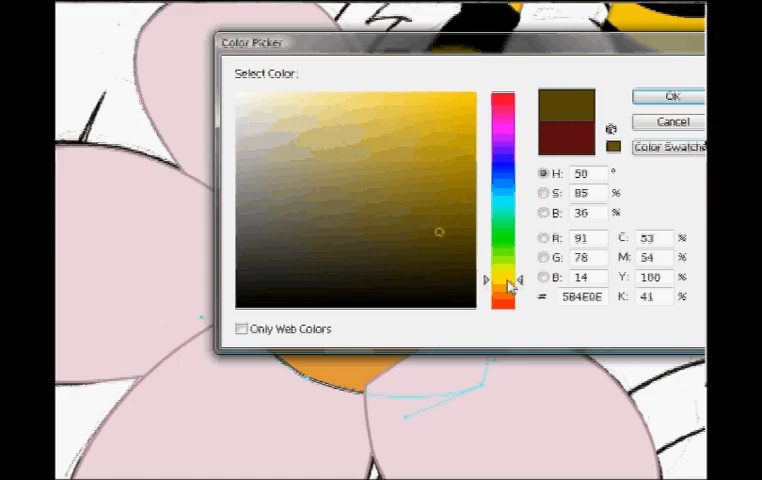 Color Picker
Select Color:
OK
Cancel
Color Swatch
H: 50 °
S: 85 %
B: 36 %
R: 91 C: 53 %
G: 78 M: 54 %
B: 14 Y: 100 %
# 5B4E0E K: 41 %
Only Web Colors